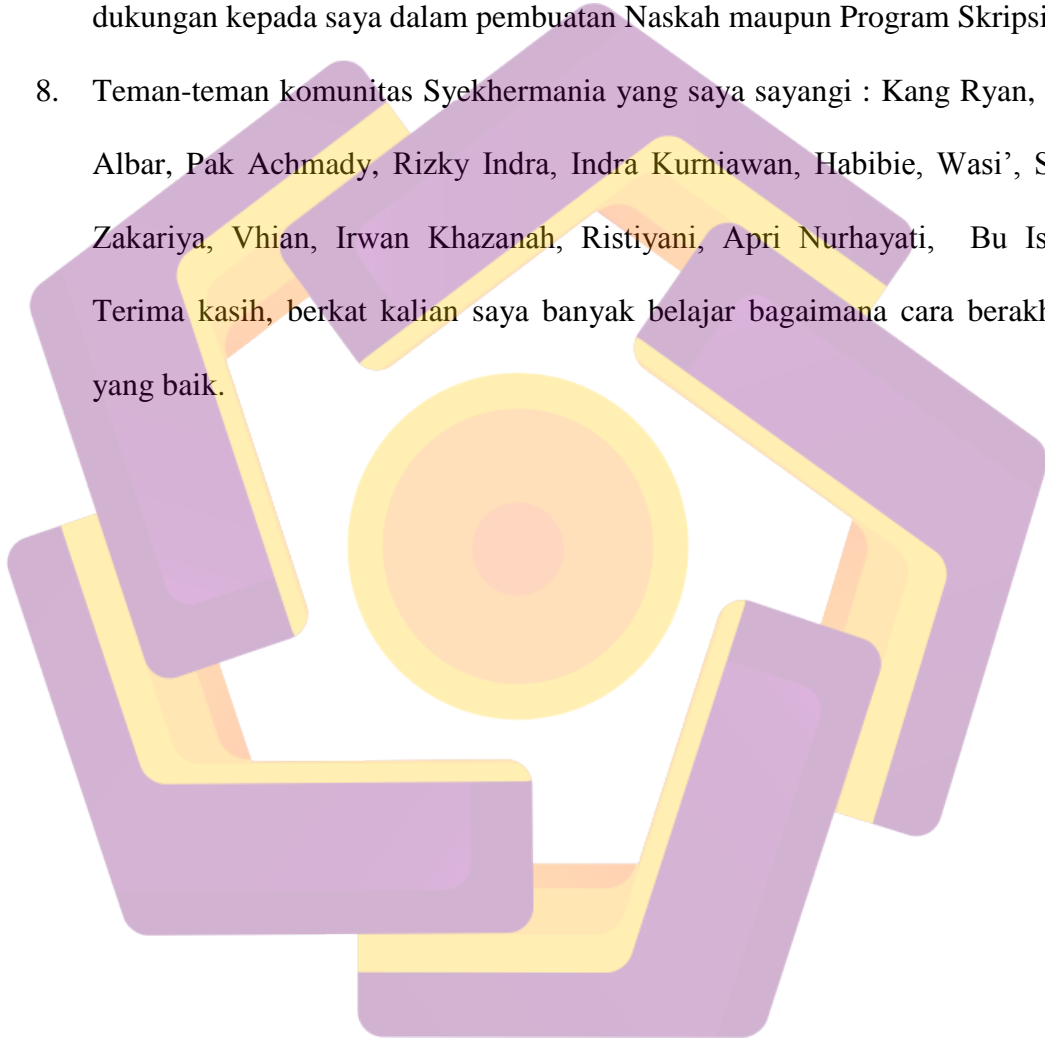 dukungan kepada saya dalam pembuatan Naskah maupun Program Skripsi
8. Teman-teman komunitas Syekhermania yang saya sayangi : Kang Ryan,
Albar, Pak Achmady, Rizky Indra, Indra Kurniawan, Habibie, Wasi’,
Zakariya, Vhian, Irwan Khazanah, Ristiyani, Apri Nurhayati, Bu
Terima kasih, berkat kalian saya banyak belajar bagaimana cara
yang baik.